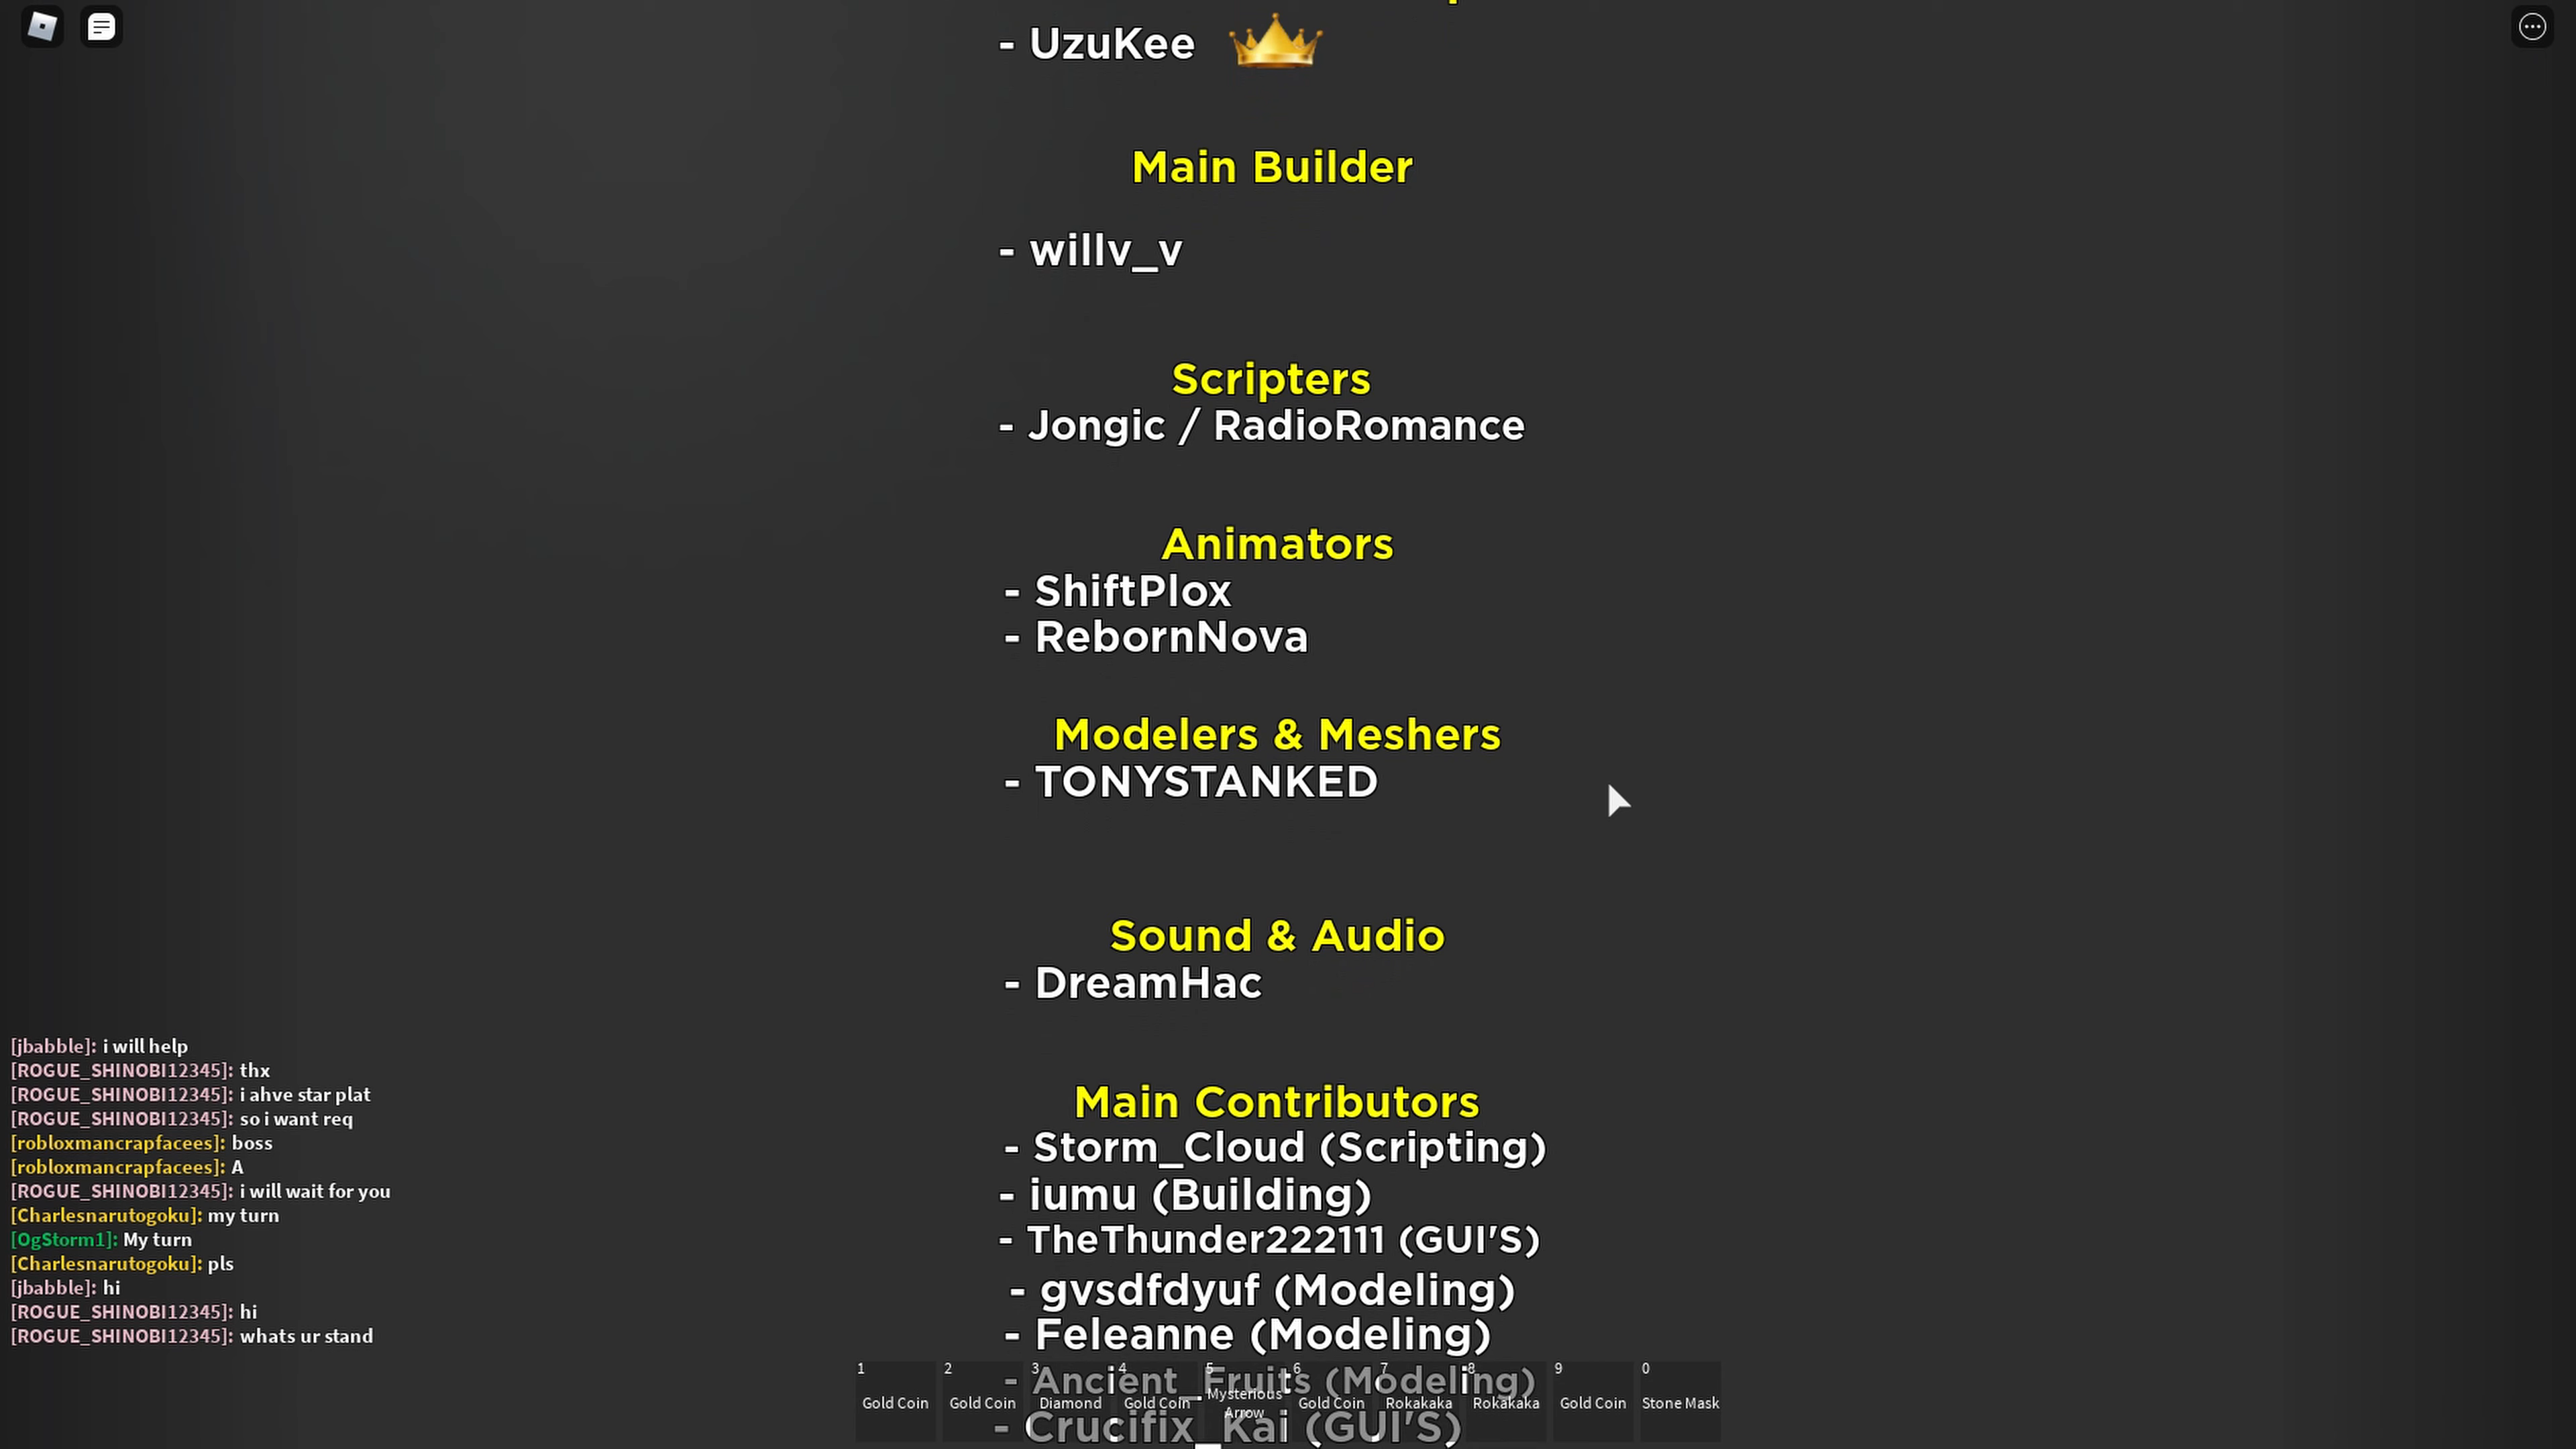 - UzuKee
Main Builder
- willv_v
Scripters
- Jongic / RadioRomance
Animators
- ShiftPlox
- RebornNova
Modelers & Meshers
- TONYSTANKED
Sound & Audio
- DreamHac
Main Contributors
- Storm_Cloud (Scripting)
- iumu (Building)
- TheThunder222111 (GUI'S)
- gvsdfdyuf (Modeling)
- Feleanne (Modeling)
- Ancient_Fruits (Modeling)
- Crucifix_Kai (GUI'S)
[jbabble]: i will help
[ROGUE_SHINOBI12345]: thx
[ROGUE_SHINOBI12345]: i ahve star plat
[ROGUE_SHINOBI12345]: so i want req
[robloxmancrapfacees]: boss
[robloxmancrapfacees]: A
[ROGUE_SHINOBI12345]: i will wait for you
[Charlesnarutogoku]: my turn
[OgStorm1]: My turn
[Charlesnarutogoku]: pls
[jbabble]: hi
[ROGUE_SHINOBI12345]: hi
[ROGUE_SHINOBI12345]: whats ur stand
1 Gold Coin
2 Gold Coin
3 Diamond
4 Gold Coin
5 Mysterious
Arrow
6 Gold Coin
7 Rokakaka
8 Rokakaka
9 Gold Coin
0 Stone Mask